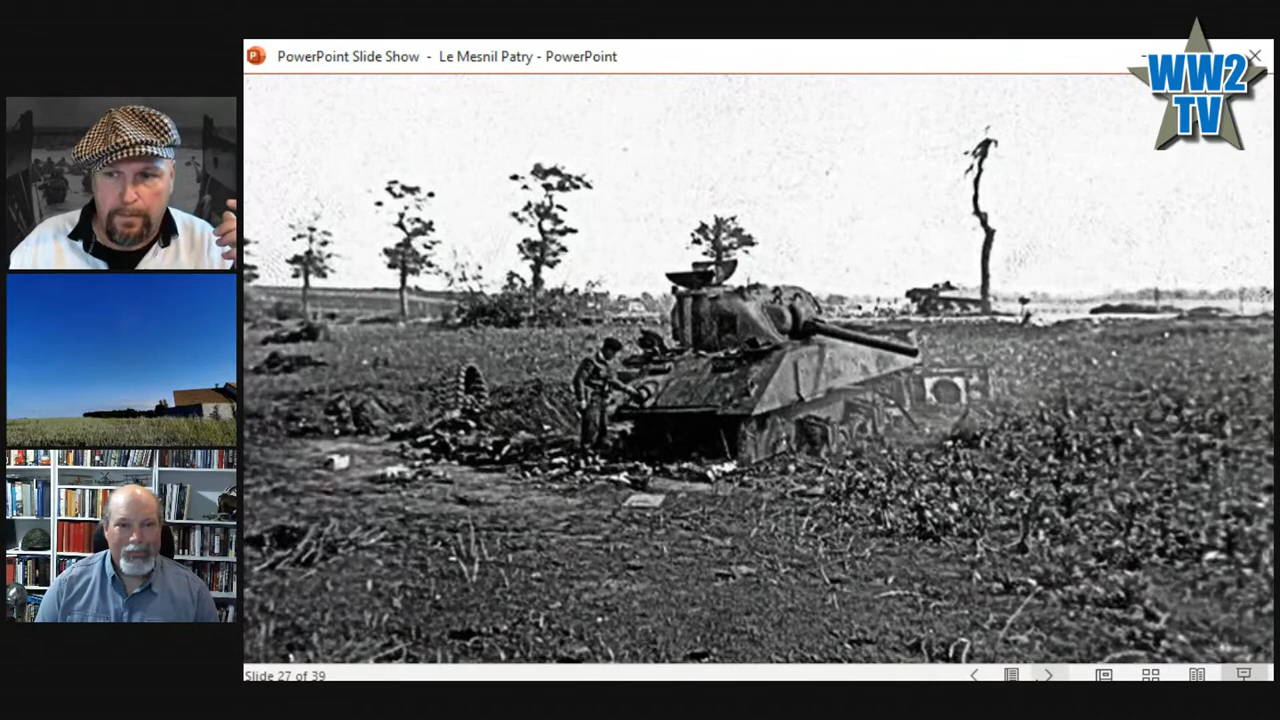 PowerPoint Slide Show - Le Mesnil Patry - PowerPoint
WW2
TV
Slide 27 of 39